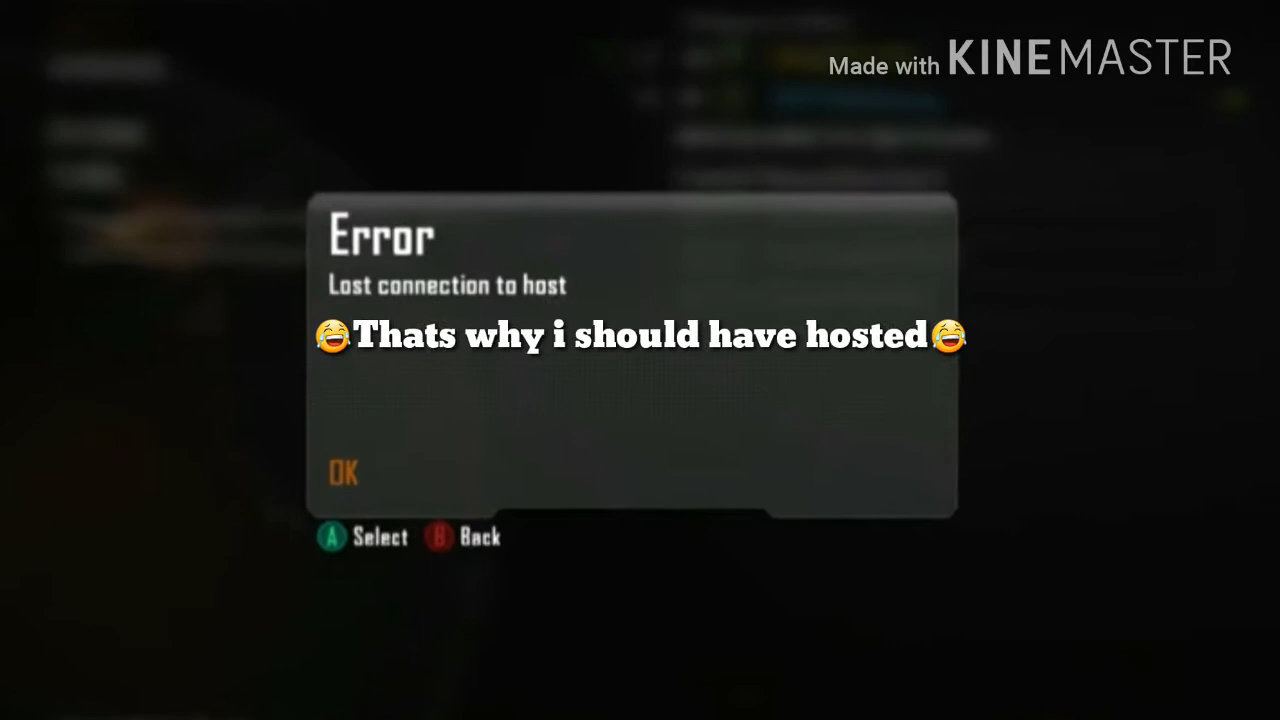 Made with KINEMASTER
Error
Lost connection to host
😂Thats why i should have hosted😂
OK
A Select B Back